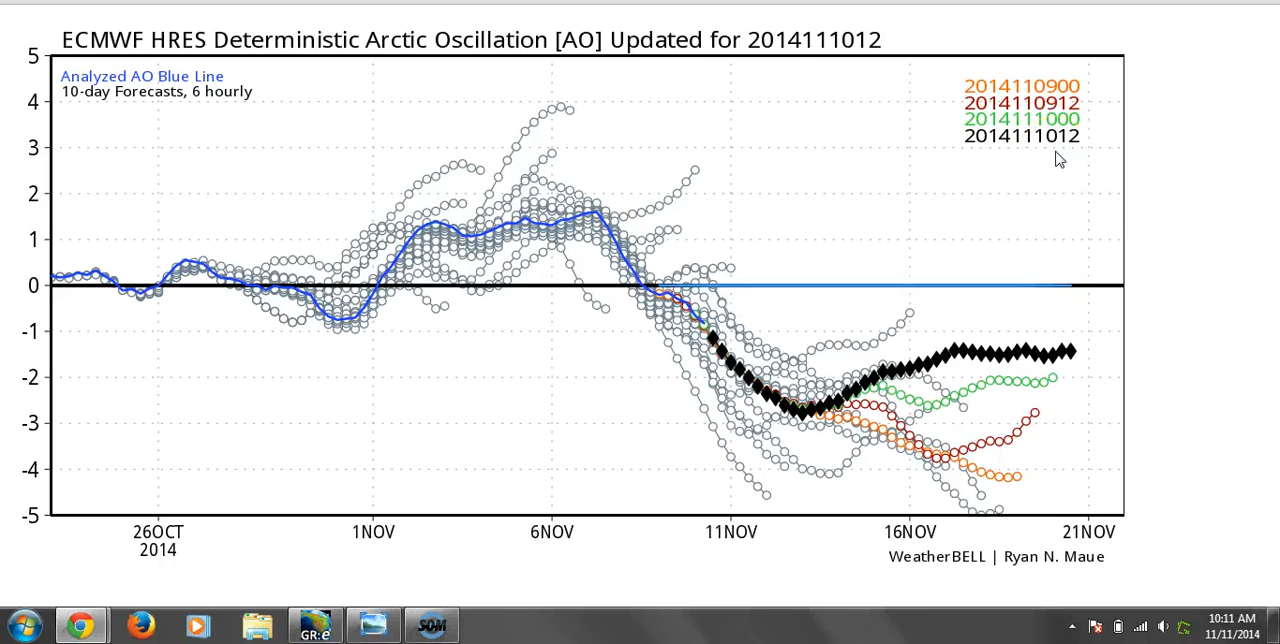 ECMWF HRES Deterministic Arctic Oscillation [AO] Updated for 2014111012
5
Analyzed AO Blue Line
10-day Forecasts, 6 hourly
2014110900
2014110912
2014111000
2014111012
4
3
2
1
0
-1
-2
-3
-4
-5
26OCT 1NOV 6NOV 11NOV 16NOV 21NOV
2014
WeatherBELL | Ryan N. Maue
GR:e
SOM
10:11 AM
11/11/2014